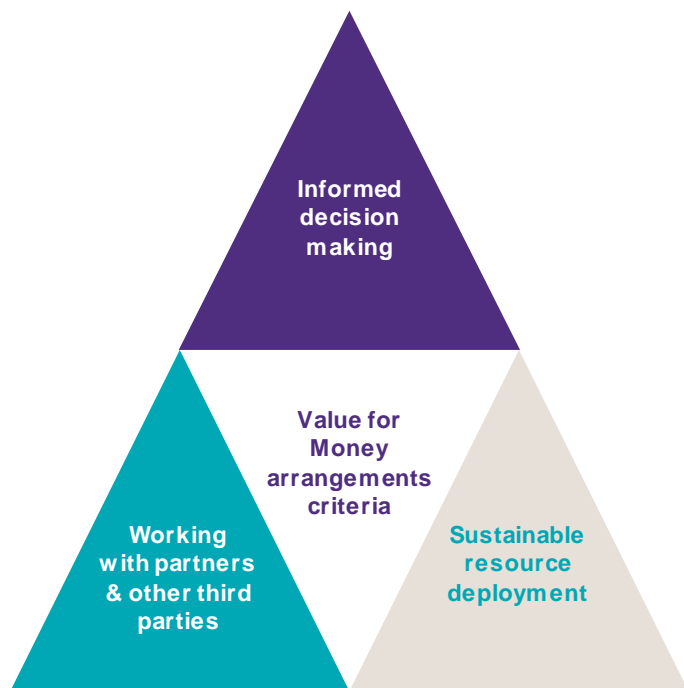 Informed
decision
making
Value for
Money
arrangements
criteria
Working
with partners
& other third
parties
Sustainable
resource
deployment